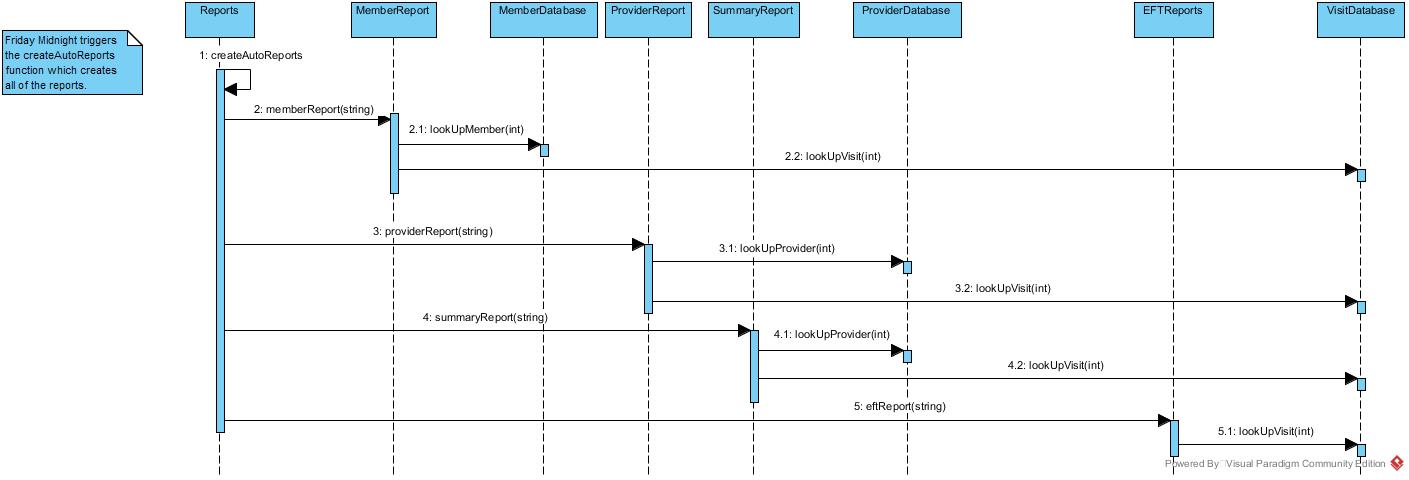 Reports
MemberReport
MemberDatabase
ProviderReport
SummaryReport
ProviderDatabase
EFTReports
VisitDatabase
Friday Midnight triggers
the createAutoReports
function which creates
all of the reports.
1: createAutoReports
2: memberReport(string)
2.1: lookUpMember(int)
2.2: lookUpVisit(int)
3: providerReport(string)
3.1: lookUpProvider(int)
3.2: lookUpVisit(int)
4: summaryReport(string)
4.1: lookUpProvider(int)
4.2: lookUpVisit(int)
5: eftReport(string)
5.1: lookUpVisit(int)
Powered By Visual Paradigm Community Edition